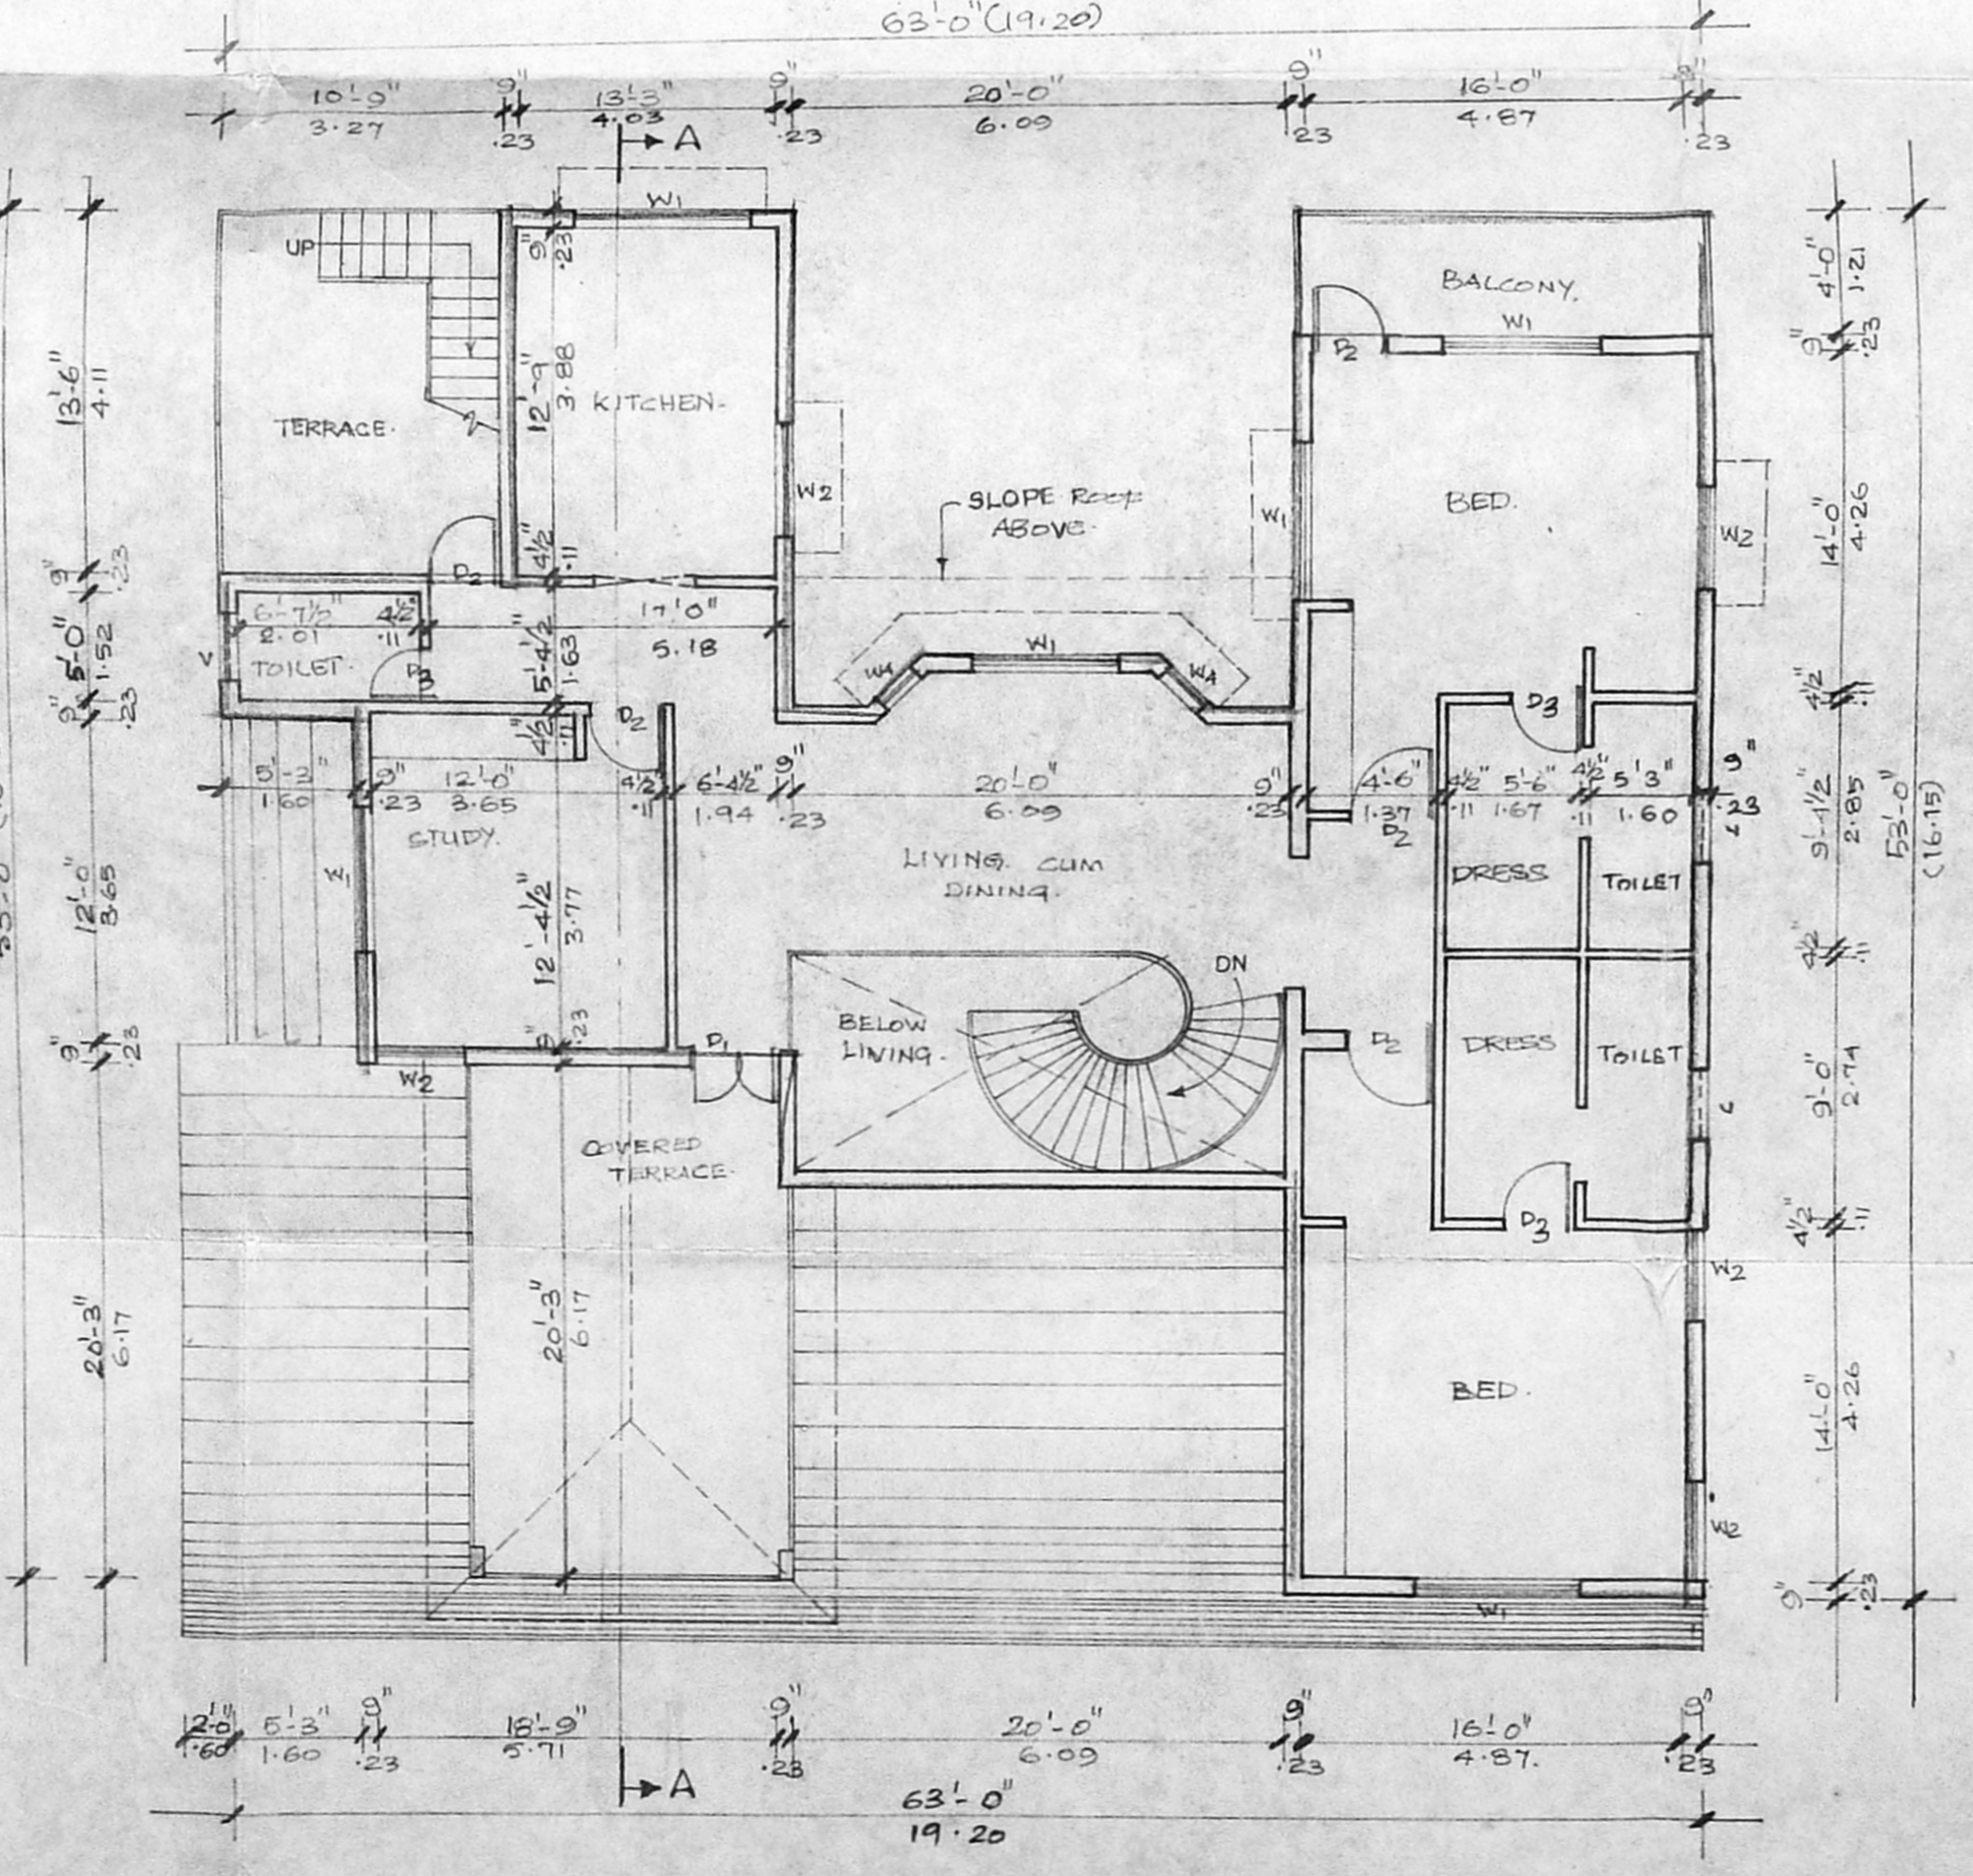 63'-0" (19.20)
10'-9" 9" 13'-3" 9" 20'-0" 9" 16'-0" 9"
3.27 .23 4.03 .23 6.09 .23 4.87 .23
A
W1
UP
9" .23
BALCONY.
4'-0" 1.21
W1
D2
9" .23
13'-6" 4.11
12'-9" 3.88
KITCHEN.
TERRACE.
W2
SLOPE ROOF
ABOVE.
W1
BED.
W2
14'-0" 4.26
4½" .11
D2
9" .23
6'-7½" 4½" 17'-0"
2.01 .11 5.18
5'-0" 1.52
5'-4½" 1.63
V
TOILET.
D3
WA W1 WA
9" .23
4½" .11
D2
D3
4½" .11
5'-3" 9" 12'-0" 4½" 6'-4½" 9" 20'-0" 9" 4'-6" 4½" 5'-6" 4½" 5'3" 9"
1.60 .23 3.65 .11 1.94 .23 6.09 .23 1.37 .11 1.67 .11 1.60 .23
D2
STUDY.
9'-4½" 2.85
53'-0" (16.15)
LIVING. CUM
DINING.
W1
DRESS
TOILET
12'-0" 3.65
12'-4½" 3.77
4½" .11
DN
BELOW
LIVING.
9" .23
9" .23
D1
D2
DRESS
TOILET
W2
9'-0" 2.74
COVERED
TERRACE.
D3
4½" .11
W2
20'-3" 6.17
20'-3" 6.17
BED.
14'-0" 4.26
W2
W1
9" .23
2'-0" 5'-3" 9" 18'-9" 9" 20'-0" 9" 16'-0" 9"
.60 1.60 .23 5.71 .23 6.09 .23 4.87. .23
A
63'-0"
19.20